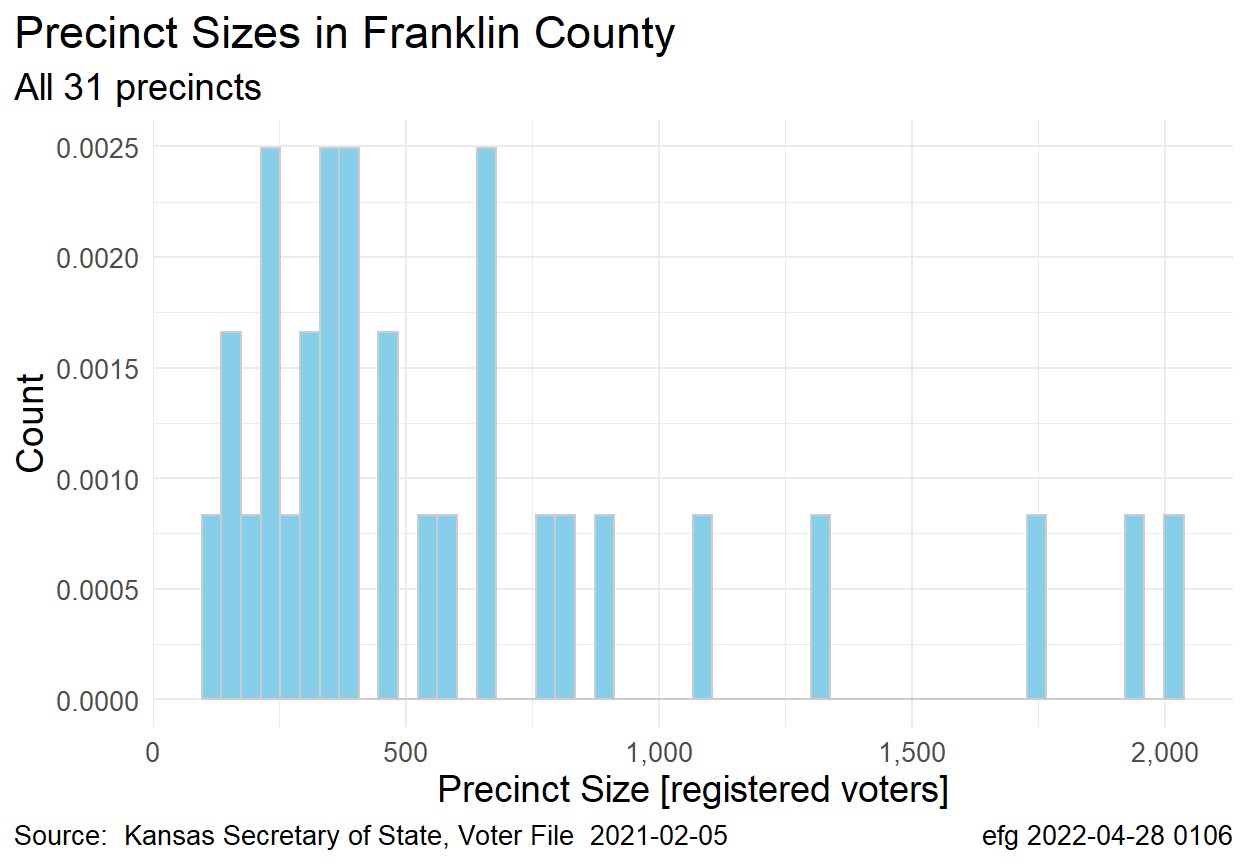 Precinct Sizes in Franklin County
All 31 precincts
0.0025
0.0020
0.0015
0.0010
0.0005
0.0000
Count
0 500 1,000 1,500 2,000
Precinct Size [registered voters]
Source:  Kansas Secretary of State, Voter File  2021-02-05 efg 2022-04-28 0106